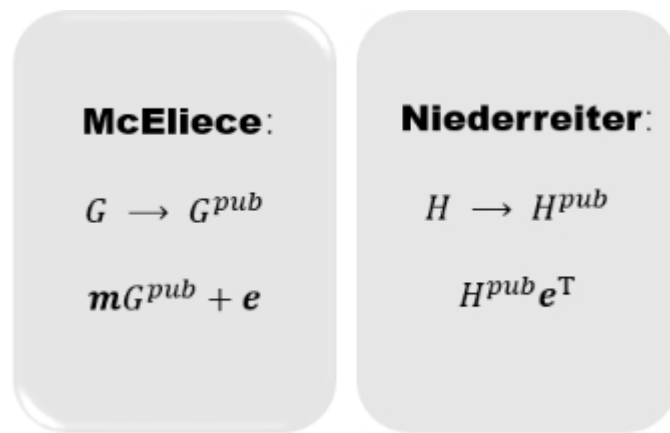 McEliece:
G → G^{pub}
mG^{pub} + e
Niederreiter:
H → H^{pub}
H^{pub}e^{T}